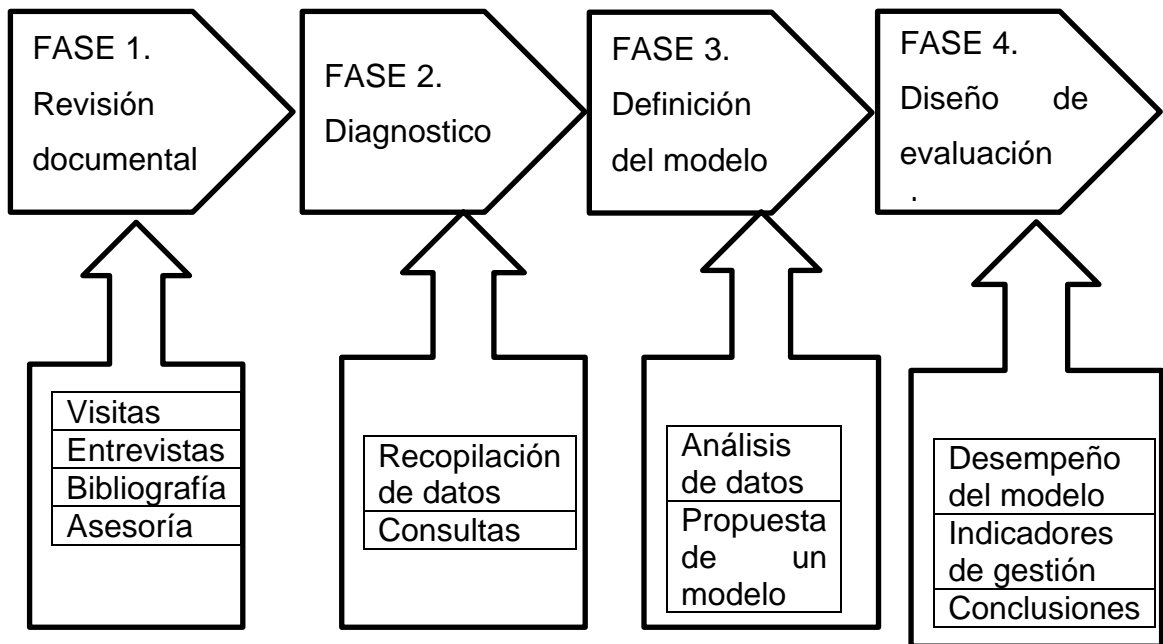 FASE 1.
Revisión
documental
FASE 2.
Diagnostico
FASE 3.
Definición
del modelo
FASE 4.
Diseño de
evaluación
.
Visitas
Entrevistas
Bibliografía
Asesoría
Recopilación
de datos
Consultas
Análisis
de datos
Propuesta
de un
modelo
Desempeño
del modelo
Indicadores
de gestión
Conclusiones